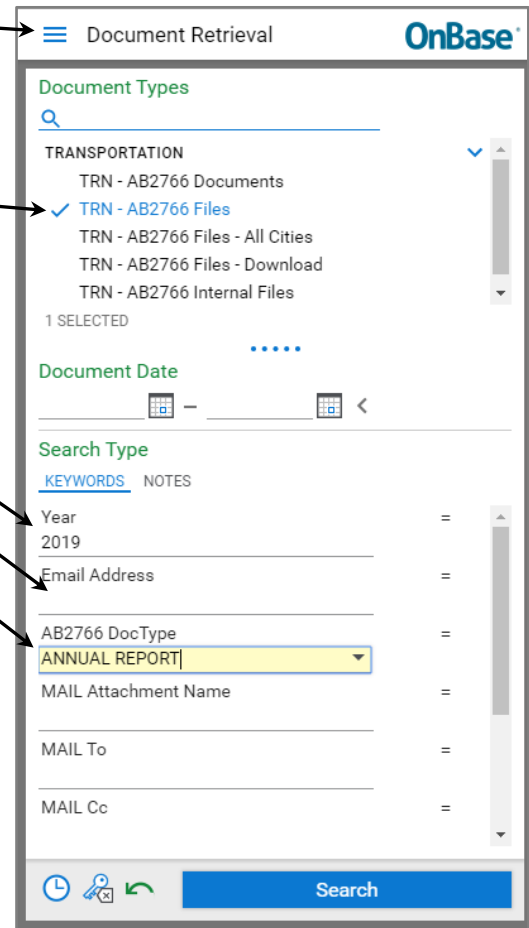 Document Retrieval OnBase
Document Types
TRANSPORTATION
TRN - AB2766 Documents
TRN - AB2766 Files
TRN - AB2766 Files - All Cities
TRN - AB2766 Files - Download
TRN - AB2766 Internal Files
1 SELECTED
Document Date
–
Search Type
KEYWORDS NOTES
Year =
2019
Email Address =
AB2766 DocType =
ANNUAL REPORT
MAIL Attachment Name =
MAIL To =
MAIL Cc =
Search